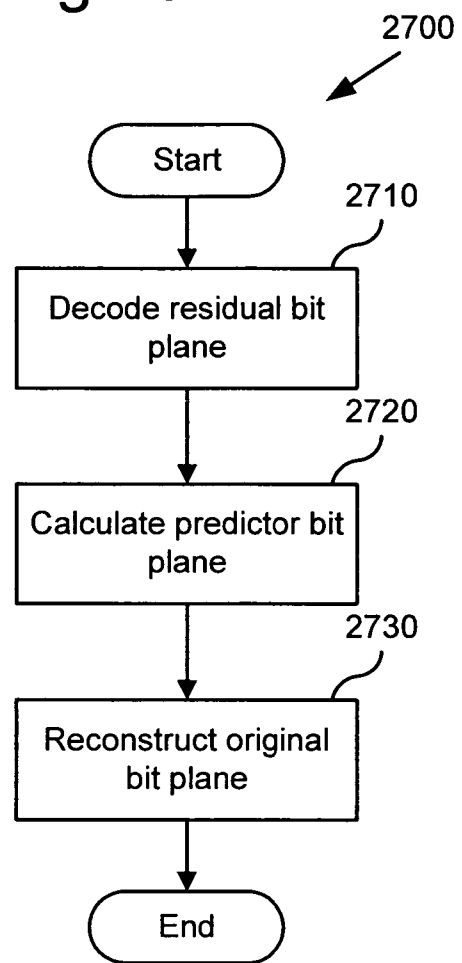 2700
Start
2710
Decode residual bit
plane
2720
Calculate predictor bit
plane
2730
Reconstruct original
bit plane
End